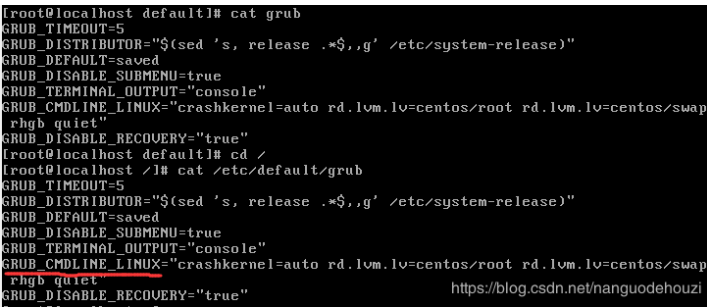 [root@localhost default]# cat grub
GRUB_TIMEOUT=5
GRUB_DISTRIBUTOR="$(sed 's, release .*$,,g' /etc/system-release)"
GRUB_DEFAULT=saved
GRUB_DISABLE_SUBMENU=true
GRUB_TERMINAL_OUTPUT="console"
GRUB_CMDLINE_LINUX="crashkernel=auto rd.lvm.lv=centos/root rd.lvm.lv=centos/swap
 rhgb quiet"
GRUB_DISABLE_RECOVERY="true"
[root@localhost default]# cd /
[root@localhost /]# cat /etc/default/grub
GRUB_TIMEOUT=5
GRUB_DISTRIBUTOR="$(sed 's, release .*$,,g' /etc/system-release)"
GRUB_DEFAULT=saved
GRUB_DISABLE_SUBMENU=true
GRUB_TERMINAL_OUTPUT="console"
GRUB_CMDLINE_LINUX="crashkernel=auto rd.lvm.lv=centos/root rd.lvm.lv=centos/swap
 rhgb quiet"
GRUB_DISABLE_RECOVERY="true"
https://blog.csdn.net/nanguodehouzi